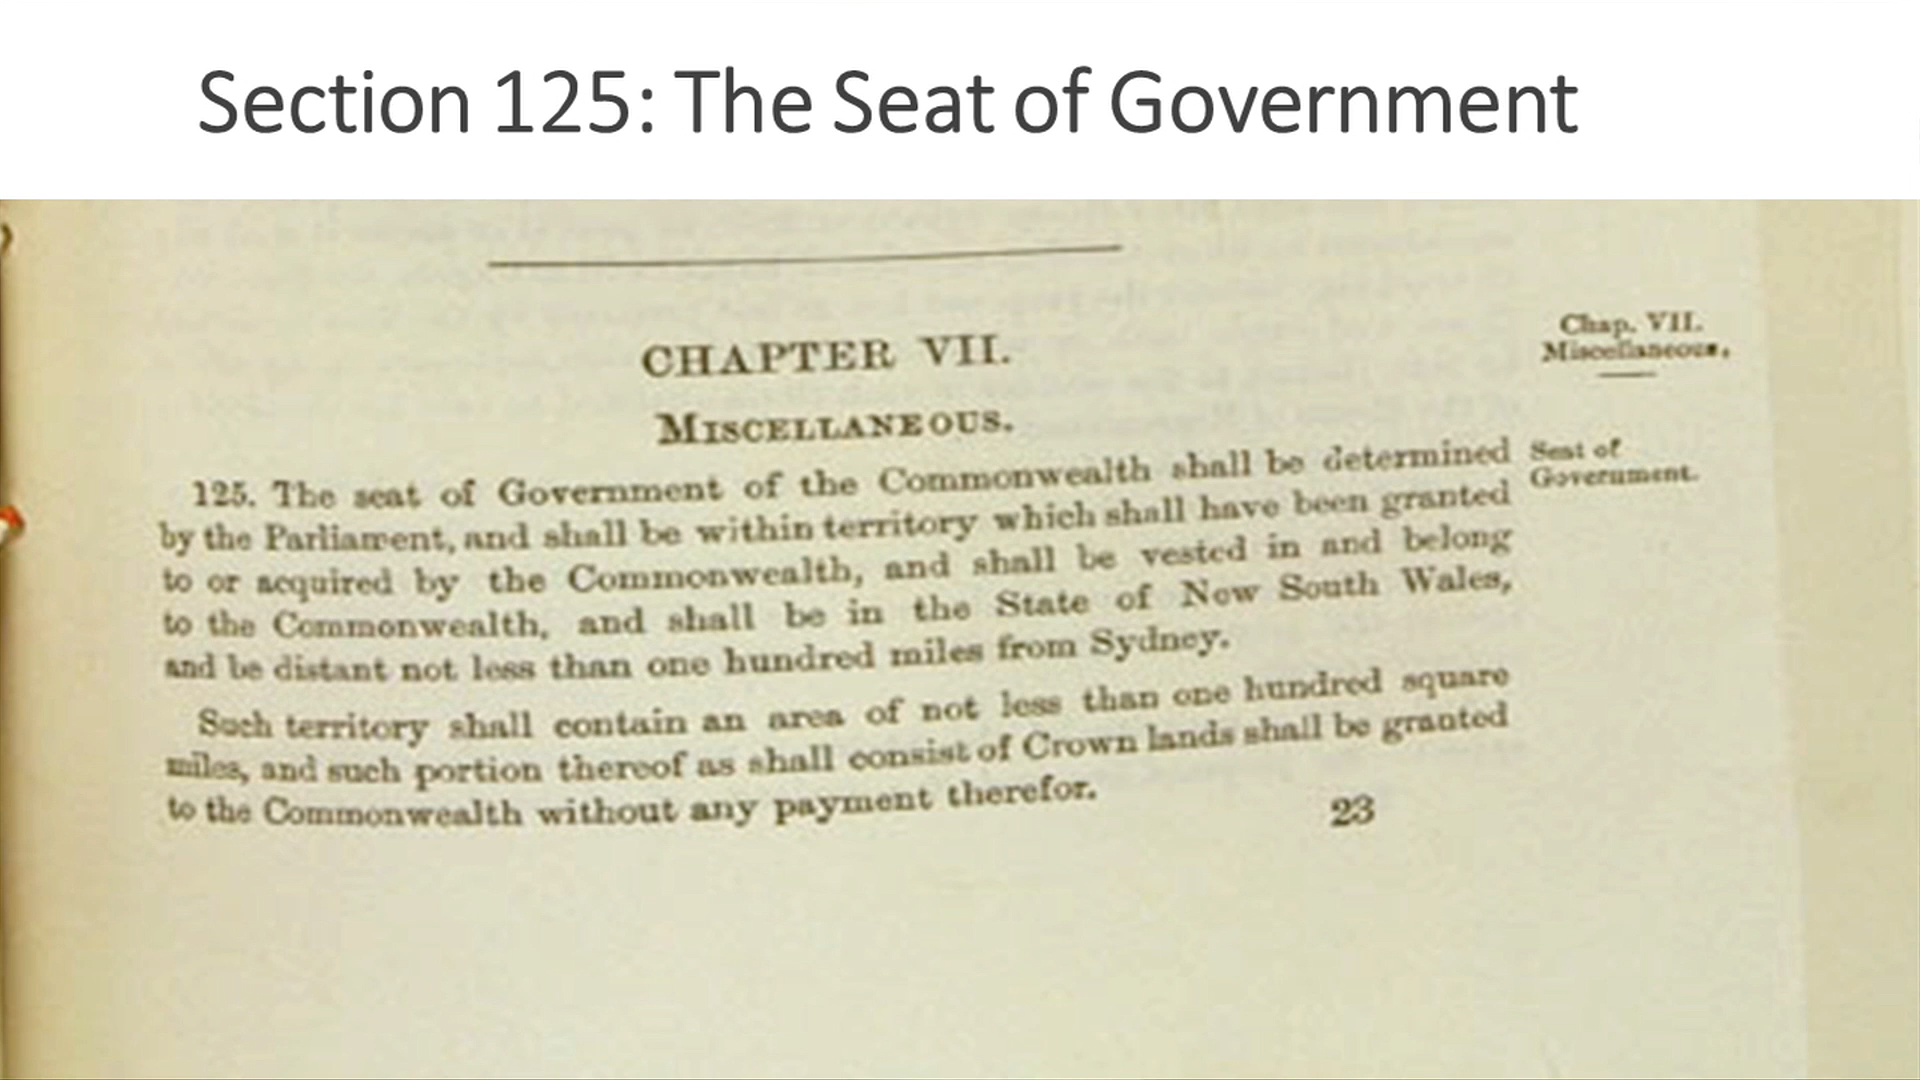 Section 125: The Seat of Government
CHAPTER VII.
MISCELLANEOUS.
Chap. VII.
Miscellaneous.
125. The seat of Government of the Commonwealth shall be determined
by the Parliament, and shall be within territory which shall have been granted
to or acquired by the Commonwealth, and shall be vested in and belong
to the Commonwealth, and shall be in the State of New South Wales,
and be distant not less than one hundred miles from Sydney.
Seat of
Government.
Such territory shall contain an area of not less than one hundred square
miles, and such portion thereof as shall consist of Crown lands shall be granted
to the Commonwealth without any payment therefor.
23